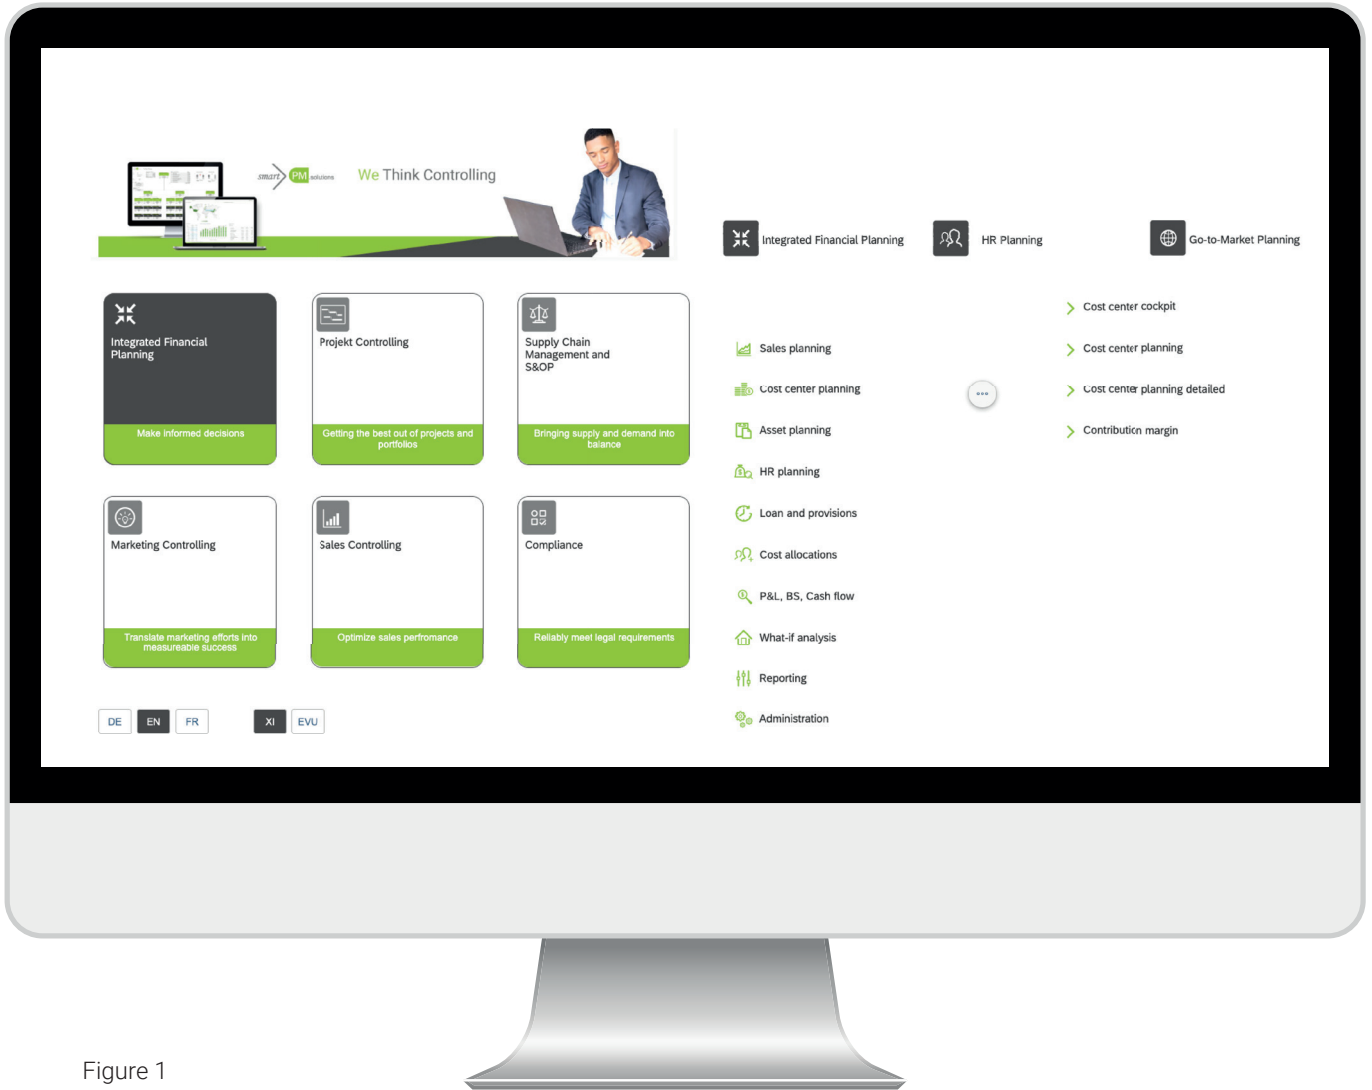 smart PM solutions
We Think Controlling
Integrated Financial Planning
HR Planning
Go-to-Market Planning
Integrated Financial
Planning
Make informed decisions
Projekt Controlling
Getting the best out of projects and
portfolios
Supply Chain
Management and
S&OP
Bringing supply and demand into
balance
Marketing Controlling
Translate marketing efforts into
measureable success
Sales Controlling
Optimize sales perfromance
Compliance
Reliably meet legal requirements
DE
EN
FR
XI
EVU
Sales planning
Cost center planning
Asset planning
HR planning
Loan and provisions
Cost allocations
P&L, BS, Cash flow
What-if analysis
Reporting
Administration
Cost center cockpit
Cost center planning
Cost center planning detailed
Contribution margin
Figure 1